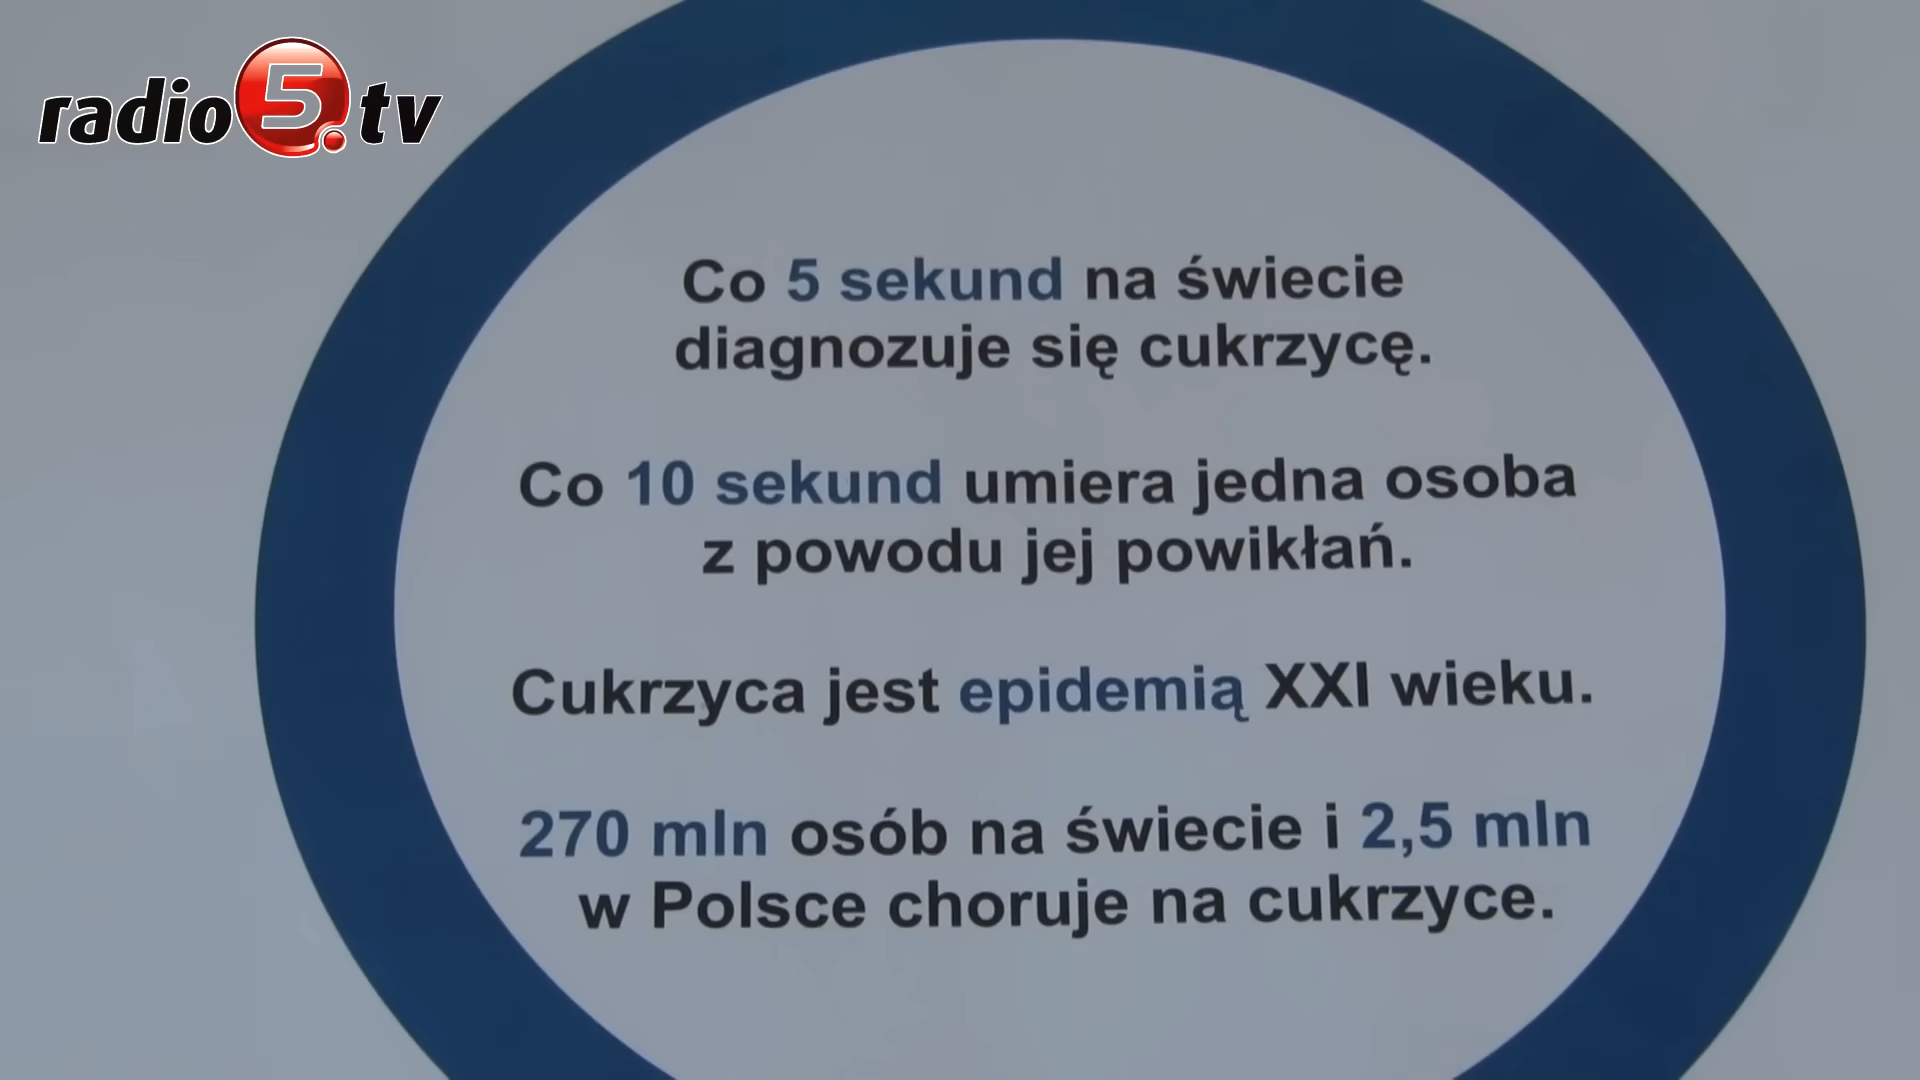 radio5.tv
Co 5 sekund na świecie
diagnozuje się cukrzycę.
Co 10 sekund umiera jedna osoba
z powodu jej powikłań.
Cukrzyca jest epidemią XXI wieku.
270 mln osób na świecie i 2,5 mln
w Polsce choruje na cukrzyce.